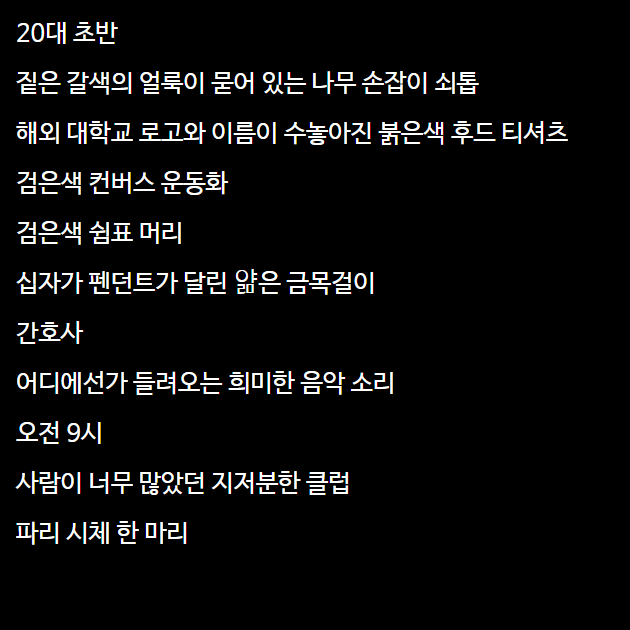 20대 초반
짙은 갈색의 얼룩이 묻어 있는 나무 손잡이 쇠톱
해외 대학교 로고와 이름이 수놓아진 붉은색 후드 티셔츠
검은색 컨버스 운동화
검은색 쉼표 머리
십자가 펜던트가 달린 얇은 금목걸이
간호사
어디에선가 들려오는 희미한 음악 소리
오전 9시
사람이 너무 많았던 지저분한 클럽
파리 시체 한 마리